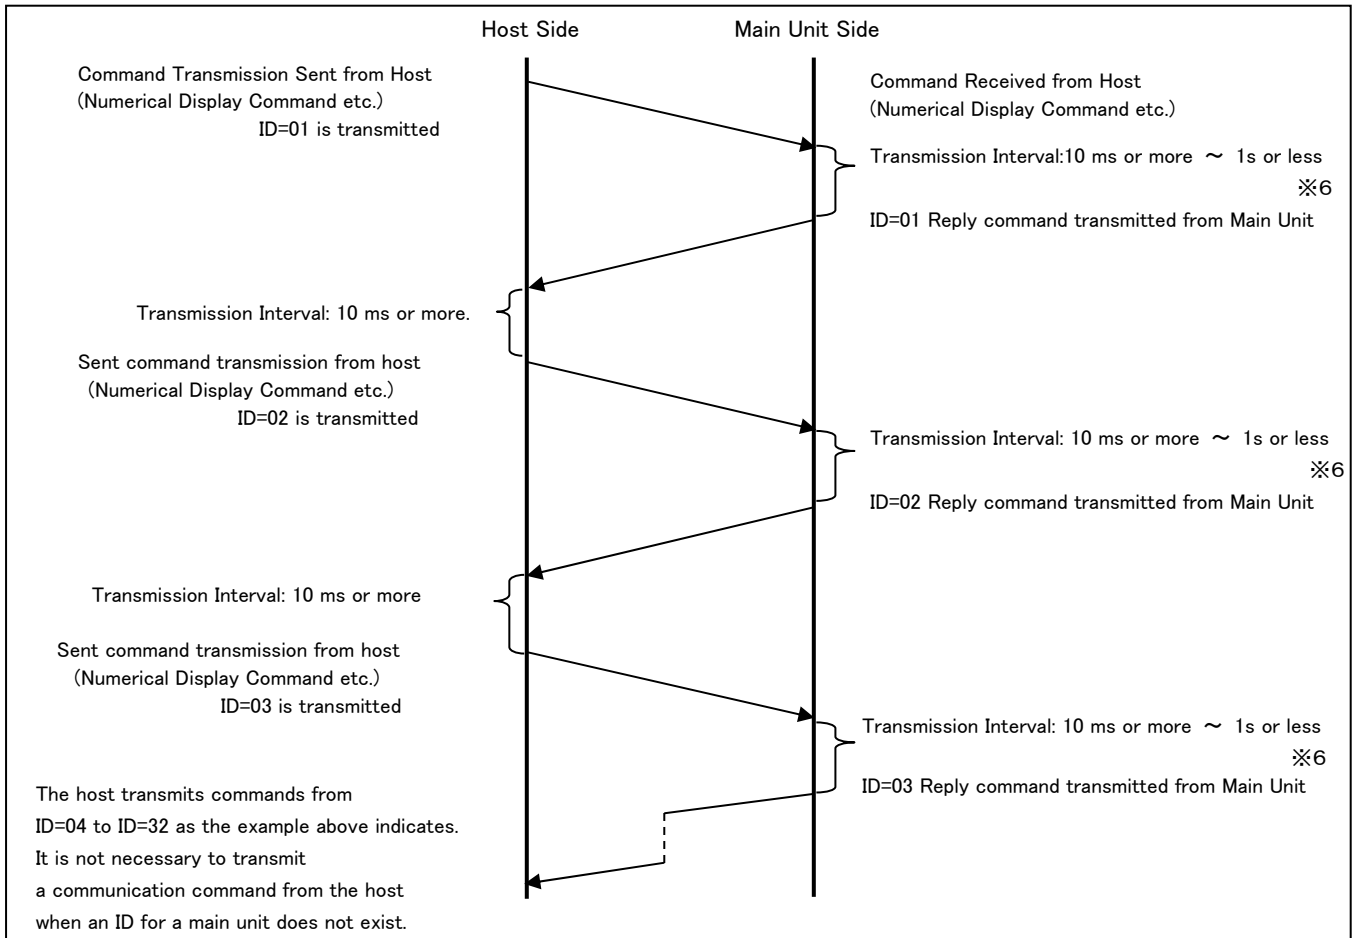 Host Side
Main Unit Side
Command Transmission Sent from Host
(Numerical Display Command etc.)
ID=01 is transmitted
Command Received from Host
(Numerical Display Command etc.)
Transmission Interval:10 ms or more ～ 1s or less
※6
ID=01 Reply command transmitted from Main Unit
Transmission Interval: 10 ms or more.
Sent command transmission from host
(Numerical Display Command etc.)
ID=02 is transmitted
Transmission Interval: 10 ms or more ～ 1s or less
※6
ID=02 Reply command transmitted from Main Unit
Transmission Interval: 10 ms or more
Sent command transmission from host
(Numerical Display Command etc.)
ID=03 is transmitted
Transmission Interval: 10 ms or more ～ 1s or less
※6
ID=03 Reply command transmitted from Main Unit
The host transmits commands from
ID=04 to ID=32 as the example above indicates.
It is not necessary to transmit
a communication command from the host
when an ID for a main unit does not exist.